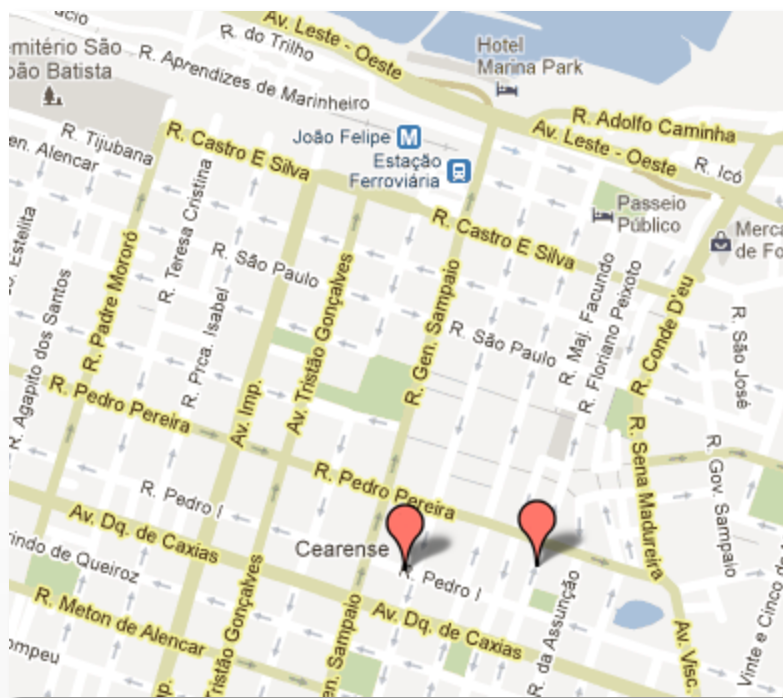 Av. Leste - Oeste
R. do Trilho
R. Aprendizes de Marinheiro
emitério São
oão Batista
Hotel
Marina Park
R. Adolfo Caminha
Av. Leste - Oeste
R. Icó
R. Tijubana
en. Alencar
R. Castro E Silva
João Felipe M
Estação
Ferroviária
R. Castro E Silva
Passeio
Público
Merca
de Fo
R. Teresa Cristina
R. Padre Mororó
R. São Paulo
R. Prca. Isabel
Av. Tristão Gonçalves
R. Gen. Sampaio
R. São Paulo
R. Maj. Facundo
R. Floriano Peixoto
R. Conde D'eu
R. São José
o. Estelita
R. Agapito dos Santos
R. Pedro Pereira
Av. Imp.
R. Pedro Pereira
R. Sena Madureira
R. Gov. Sampaio
R. Pedro I
Av. Dq. de Caxias
Cearense
R. Pedro I
Av. Dq. de Caxias
rindo de Queiroz
R. Meton de Alencar
ompeu
Imp.
Tristão Gonçalves
Sampaio
R. da Assunção
Av. Visc.
Vinte e Cinco de